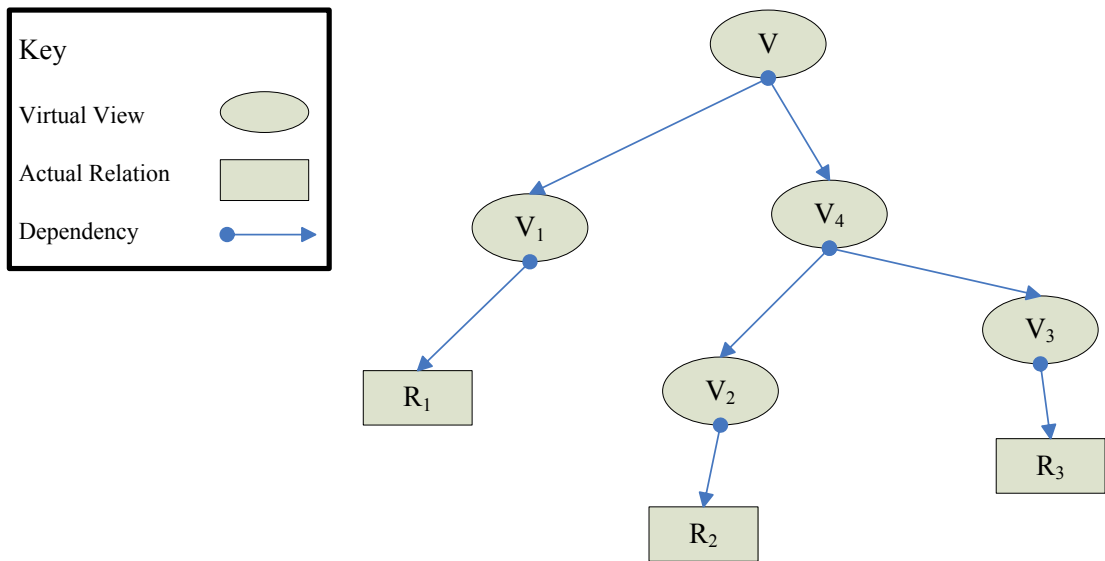 Key
Virtual View
Actual Relation
Dependency
V
V₁
V₄
V₃
R₁
V₂
R₃
R₂